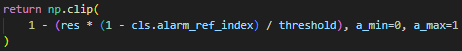 return np.clip(
    1 - (res * (1 - cls.alarm_ref_index) / threshold), a_min=0, a_max=1
)